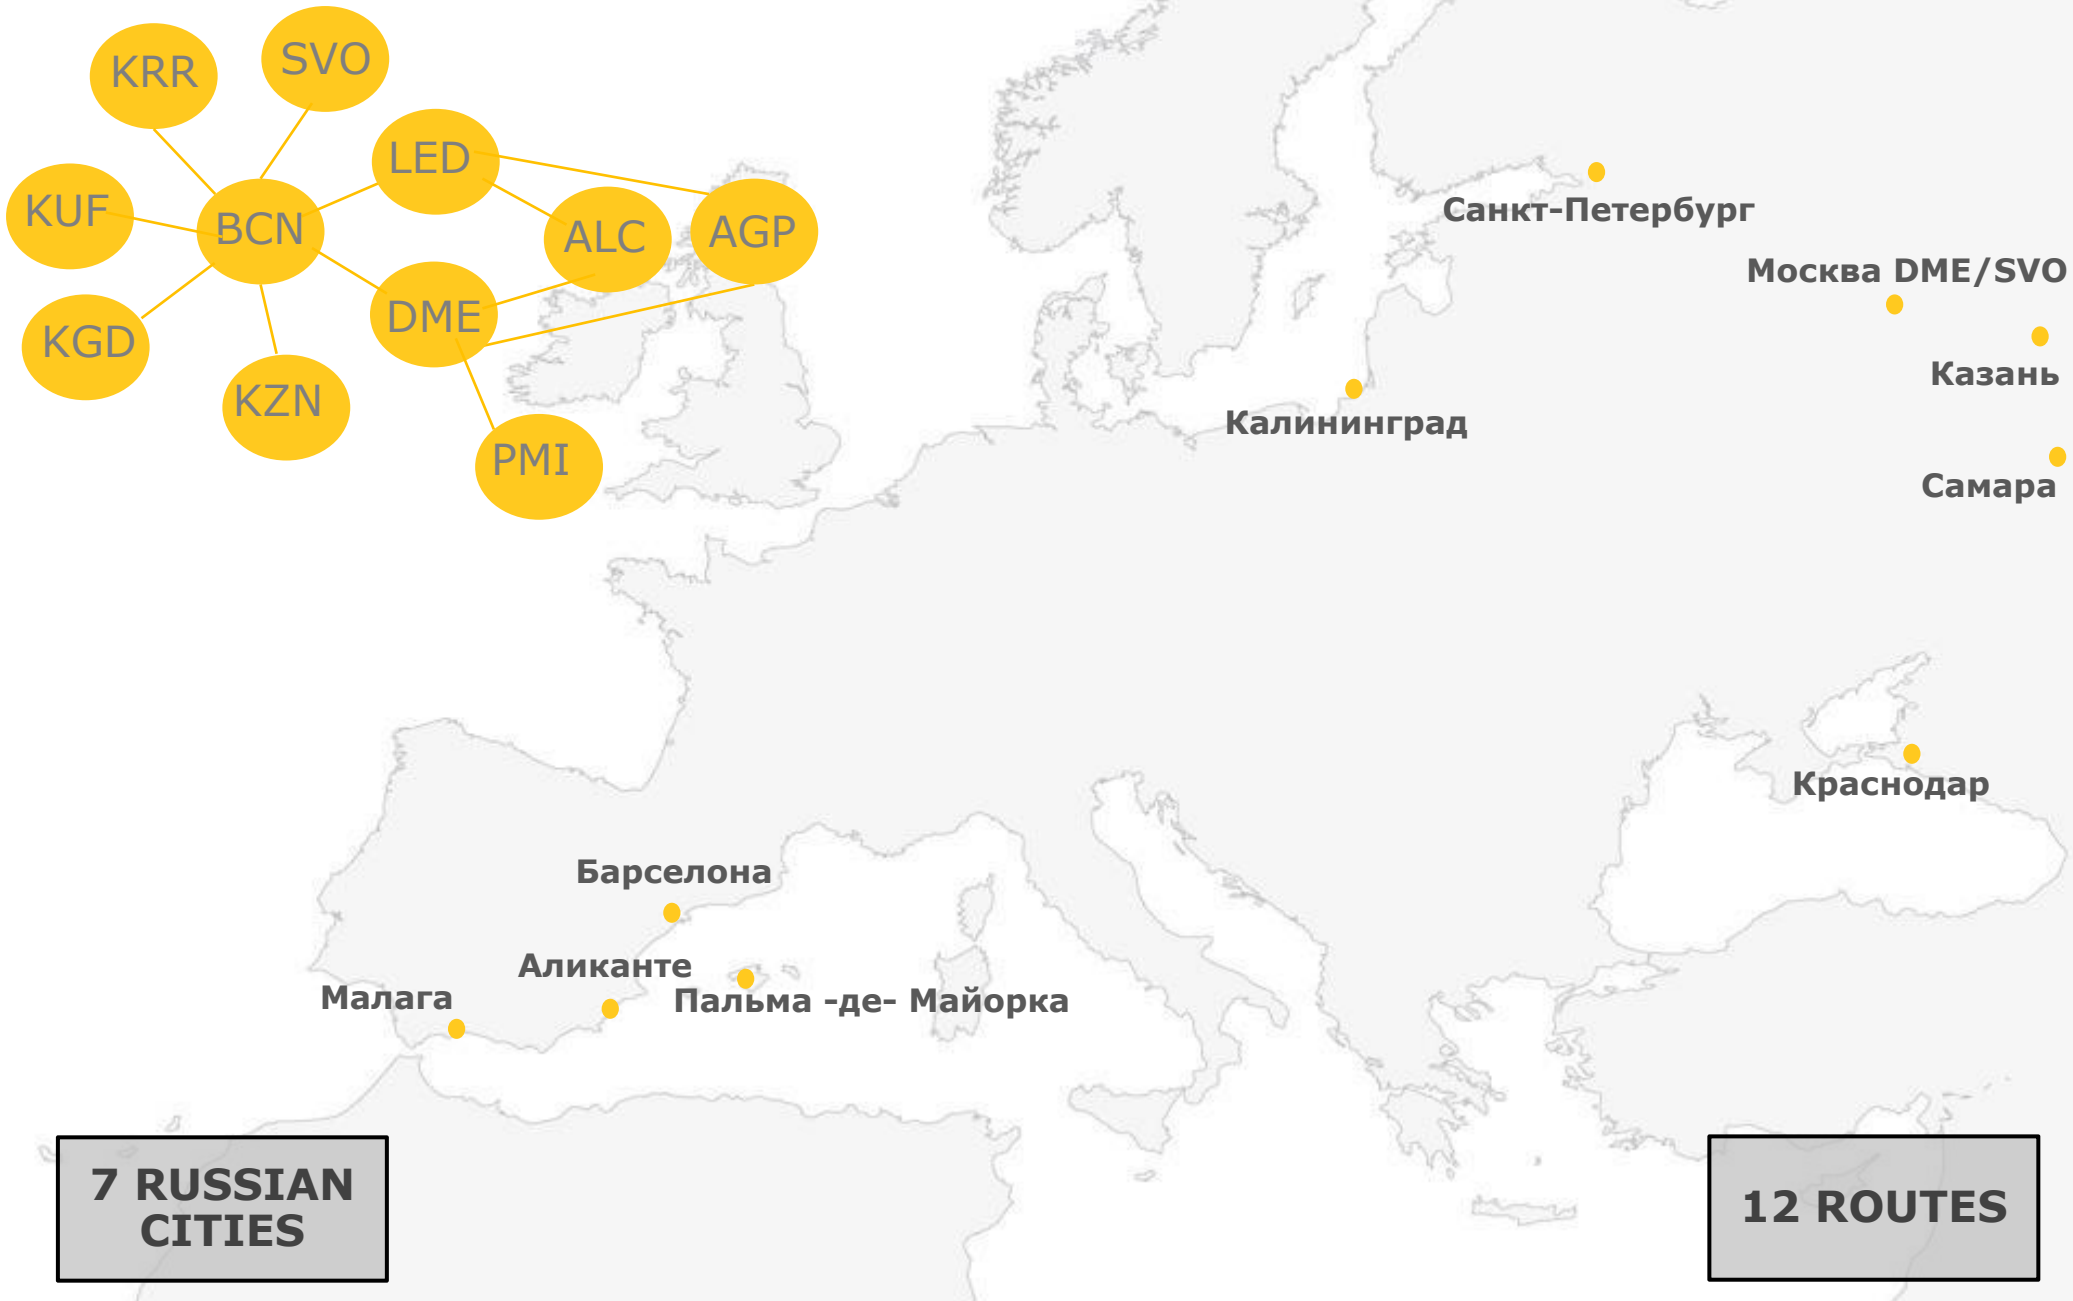 SVO
KRR
LED
KUF
BCN
ALC
AGP
DME
KGD
KZN
PMI
Санкт-Петербург
Москва DME/SVO
Казань
Калининград
Самара
Краснодар
Барселона
Аликанте
Малага
Пальма -де- Майорка
7 RUSSIAN
CITIES
12 ROUTES